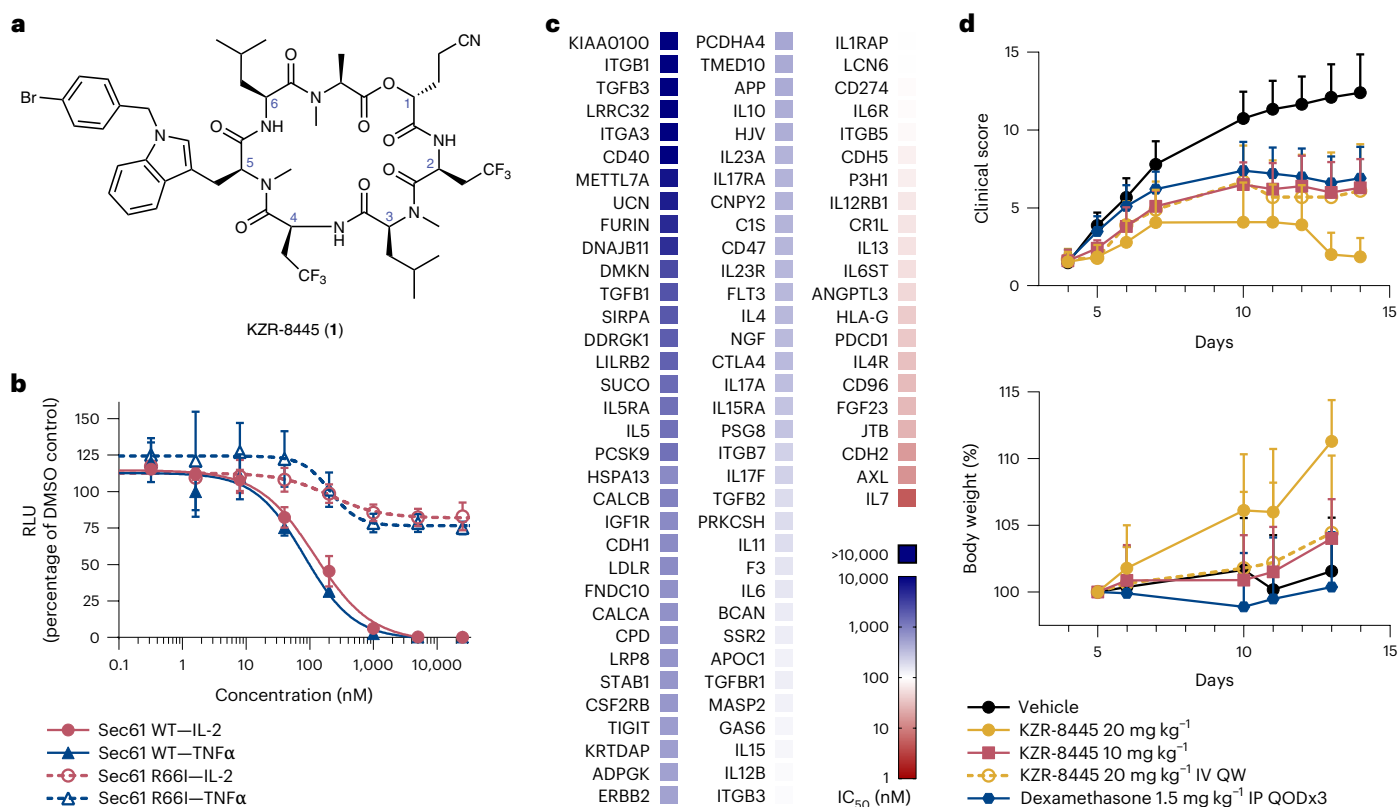 a
CN
O
O
O
N
O
O
1
6
NH
NH
O
2
CF3
O
5
N
Br
N
O
O
N
4
N
H
3
CF3
KZR-8445 (1)
b
RLU
(percentage of DMSO control)
150
125
100
75
50
25
0
0.1
1
10
100
1,000
10,000
Concentration (nM)
Sec61 WT—IL-2
Sec61 WT—TNFα
Sec61 R66I—IL-2
Sec61 R66I—TNFα
c
KIAA0100
ITGB1
TGFB3
LRRC32
ITGA3
CD40
METTL7A
UCN
FURIN
DNAJB11
DMKN
TGFB1
SIRPA
DDRGK1
LILRB2
SUCO
IL5RA
IL5
PCSK9
HSPA13
CALCB
IGF1R
CDH1
LDLR
FNDC10
CALCA
CPD
LRP8
STAB1
CSF2RB
TIGIT
KRTDAP
ADPGK
ERBB2
PCDHA4
TMED10
APP
IL10
HJV
IL23A
IL17RA
CNPY2
C1S
CD47
IL23R
FLT3
IL4
NGF
CTLA4
IL17A
IL15RA
PSG8
ITGB7
IL17F
TGFB2
PRKCSH
IL11
F3
IL6
BCAN
SSR2
APOC1
TGFBR1
MASP2
GAS6
IL15
IL12B
ITGB3
IL1RAP
LCN6
CD274
IL6R
ITGB5
CDH5
P3H1
IL12RB1
CR1L
IL13
IL6ST
ANGPTL3
HLA-G
PDCD1
IL4R
CD96
FGF23
JTB
CDH2
AXL
IL7
>10,000
10,000
1,000
100
10
1
IC50 (nM)
d
Clinical score
15
10
5
0
5
10
15
Days
Body weight (%)
115
110
105
100
5
10
15
Days
Vehicle
KZR-8445 20 mg kg−1
KZR-8445 10 mg kg−1
KZR-8445 20 mg kg−1 IV QW
Dexamethasone 1.5 mg kg−1 IP QODx3